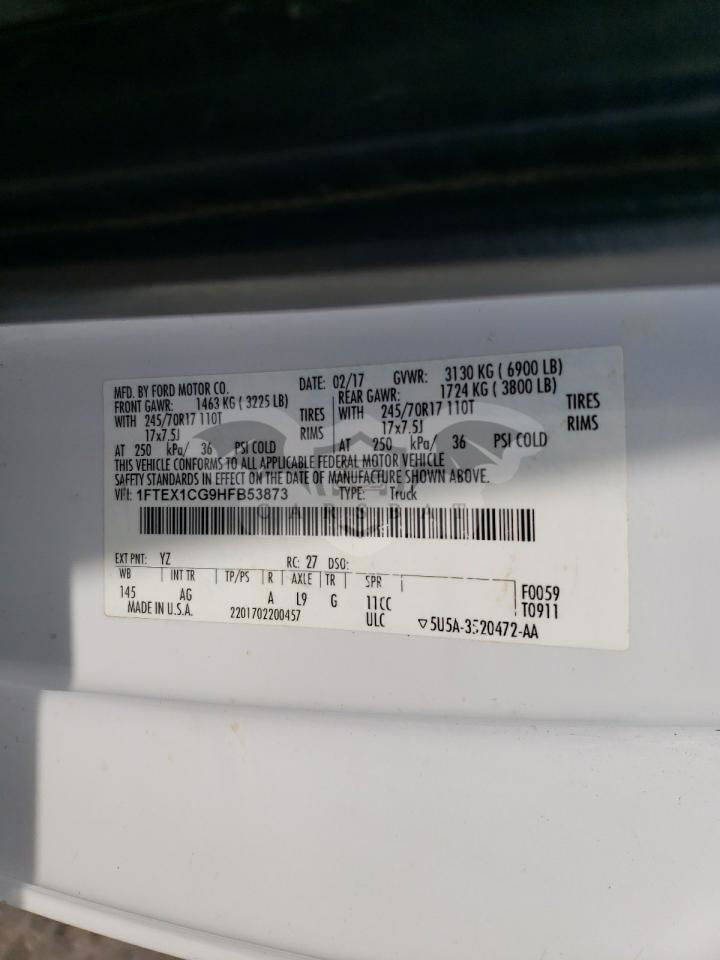 MFD. BY FORD MOTOR CO. DATE: 02/17 GVWR: 3130 KG ( 6900 LB)
FRONT GAWR: 1463 KG ( 3225 LB) REAR GAWR: 1724 KG ( 3800 LB)
WITH 245/70R17 110T TIRES WITH 245/70R17 110T TIRES
17x7.5J RIMS 17x7.5J RIMS
AT 250 kPa/ 36 PSI COLD AT 250 kPa/ 36 PSI COLD
THIS VEHICLE CONFORMS TO ALL APPLICABLE FEDERAL MOTOR VEHICLE
SAFETY STANDARDS IN EFFECT ON THE DATE OF MANUFACTURE SHOWN ABOVE.
VIN: 1FTEX1CG9HFB53873 TYPE: Truck
EXT PNT: YZ RC: 27 DSO:
WB INT TR TP/PS R AXLE TR SPR F0059
145 AG A L9 G 11CC T0911
MADE IN U.S.A. 2201702200457 ULC ▽5U5A-3520472-AA